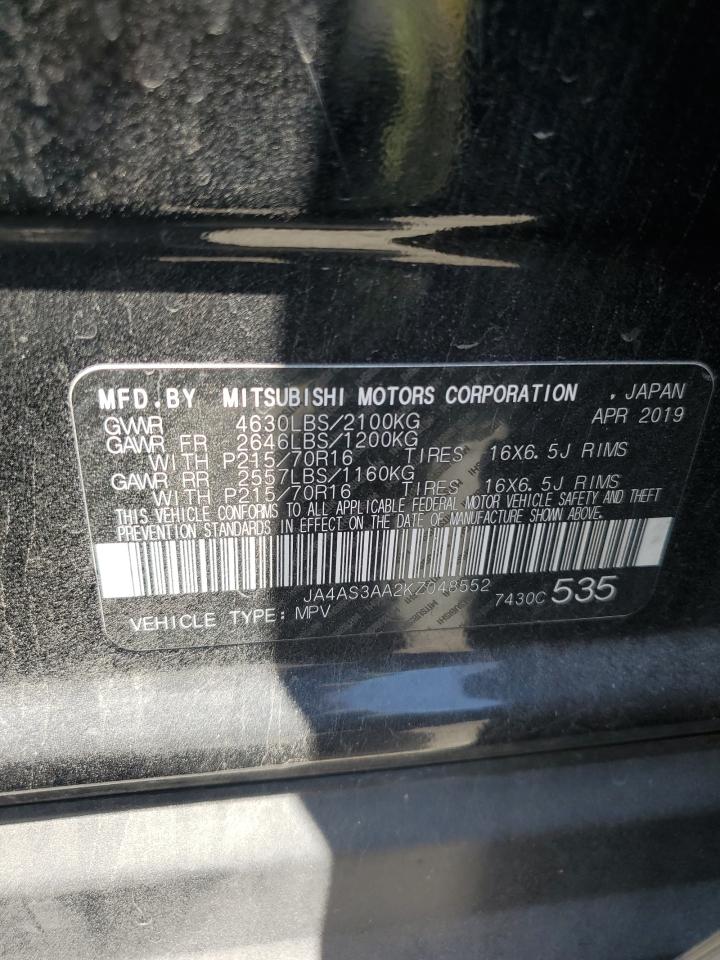 MFD.BY MITSUBISHI MOTORS CORPORATION , JAPAN
GVWR 4630LBS/2100KG APR 2019
GAWR FR 2646LBS/1200KG
WITH P215/70R16 TIRES 16X6.5J RIMS
GAWR RR 2557LBS/1160KG
WITH P215/70R16 TIRES 16X6.5J RIMS
THIS VEHICLE CONFORMS TO ALL APPLICABLE FEDERAL MOTOR VEHICLE SAFETY AND THEFT
PREVENTION STANDARDS IN EFFECT ON THE DATE OF MANUFACTURE SHOWN ABOVE.
JA4AS3AA2KZ048552
7430C 535
VEHICLE TYPE: MPV
MITSUBISHI
MITSUBISHI